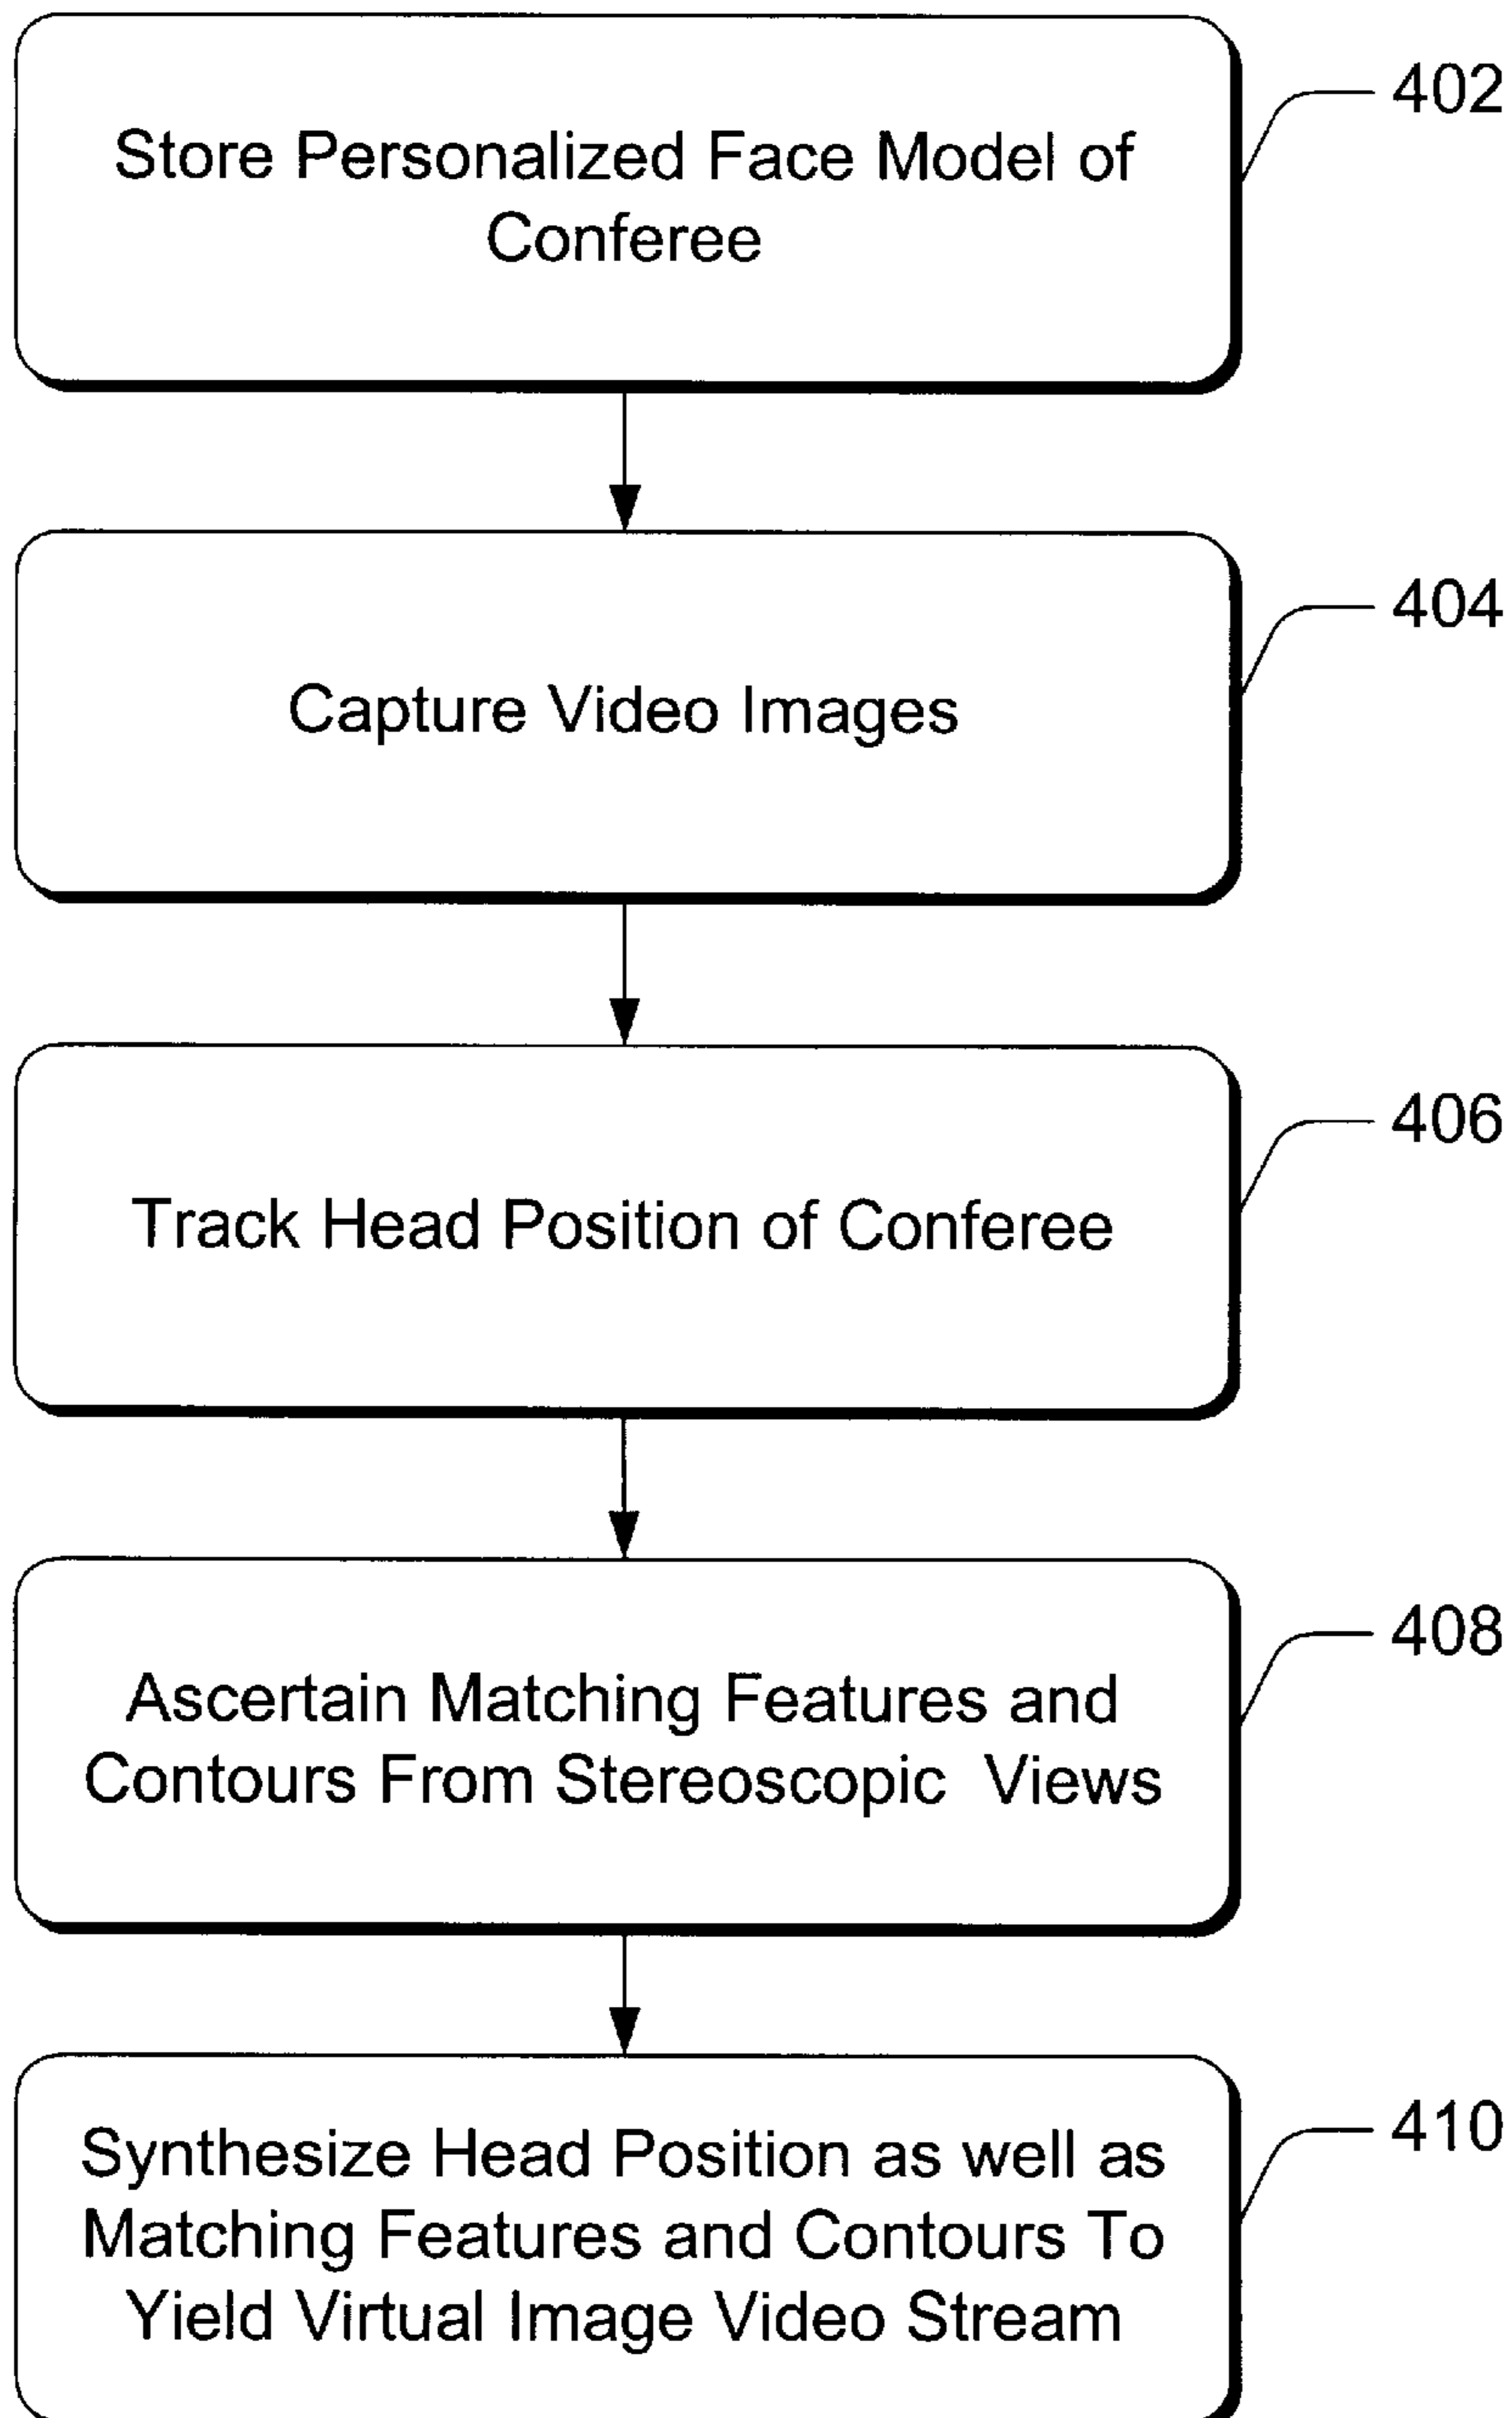 Store Personalized Face Model of
Conferee
402
Capture Video Images
404
Track Head Position of Conferee
406
Ascertain Matching Features and
Contours From Stereoscopic Views
408
Synthesize Head Position as well as
Matching Features and Contours To
Yield Virtual Image Video Stream
410